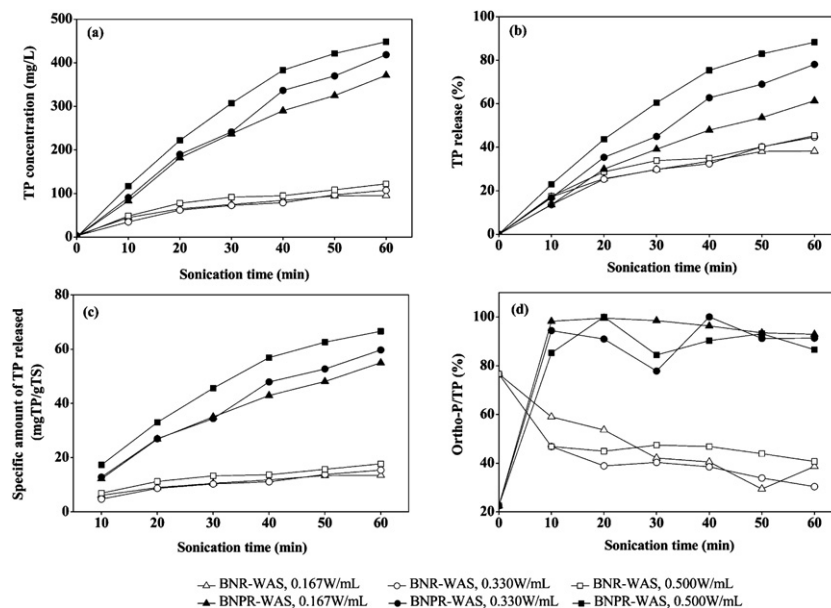 (a)
TP concentration (mg/L)
500
400
300
200
100
0
0 10 20 30 40 50 60
Sonication time (min)
(b)
TP release (%)
100
80
60
40
20
0
0 10 20 30 40 50 60
Sonication time (min)
(c)
Specific amount of TP released
(mgTP/gTS)
80
60
40
20
0
10 20 30 40 50 60
Sonication time (min)
(d)
Ortho-P/TP (%)
100
80
60
40
20
0 10 20 30 40 50 60
Sonication time (min)
BNR-WAS, 0.167W/mL BNR-WAS, 0.330W/mL BNR-WAS, 0.500W/mL
BNPR-WAS, 0.167W/mL BNPR-WAS, 0.330W/mL BNPR-WAS, 0.500W/mL